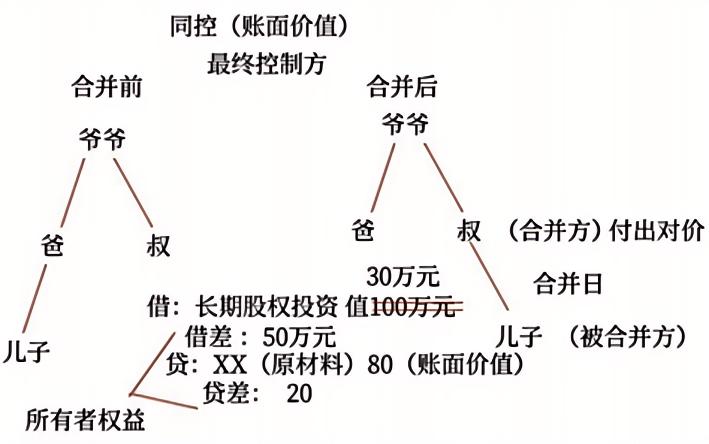 同控（账面价值）
最终控制方
合并前
合并后
爷爷
爷爷
爸
叔
爸
叔 （合并方）付出对价
30万元
合并日
借：长期股权投资 值100万元
借差：50万元
儿子
儿子 （被合并方）
贷：XX（原材料）80（账面价值）
贷差： 20
所有者权益